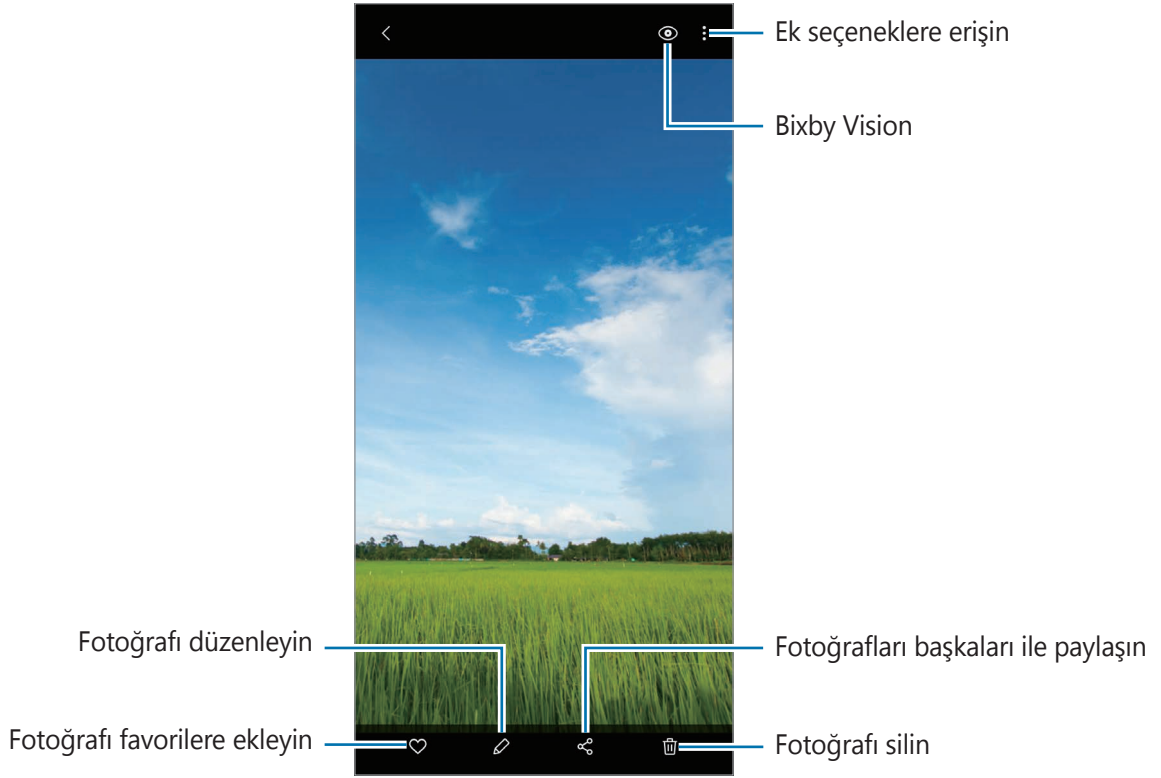 Ek seçeneklere erişin
Bixby Vision
Fotoğrafı düzenleyin
Fotoğrafları başkaları ile paylaşın
Fotoğrafı favorilere ekleyin
Fotoğrafı silin